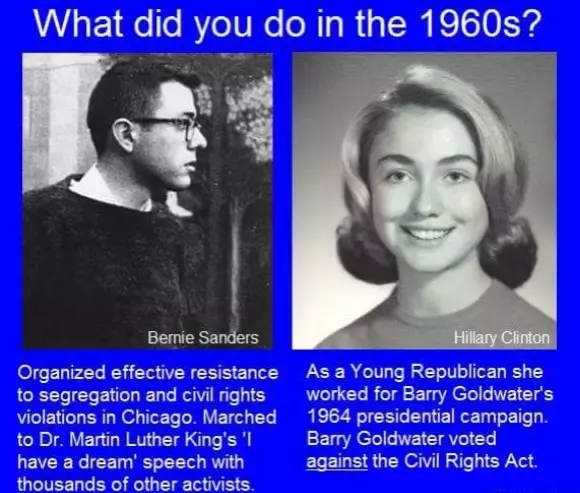 What did you do in the 1960s?
Bernie Sanders
Hillary Clinton
Organized effective resistance
to segregation and civil rights
violations in Chicago. Marched
to Dr. Martin Luther King's 'I
have a dream' speech with
thousands of other activists.
As a Young Republican she
worked for Barry Goldwater's
1964 presidential campaign.
Barry Goldwater voted
against the Civil Rights Act.